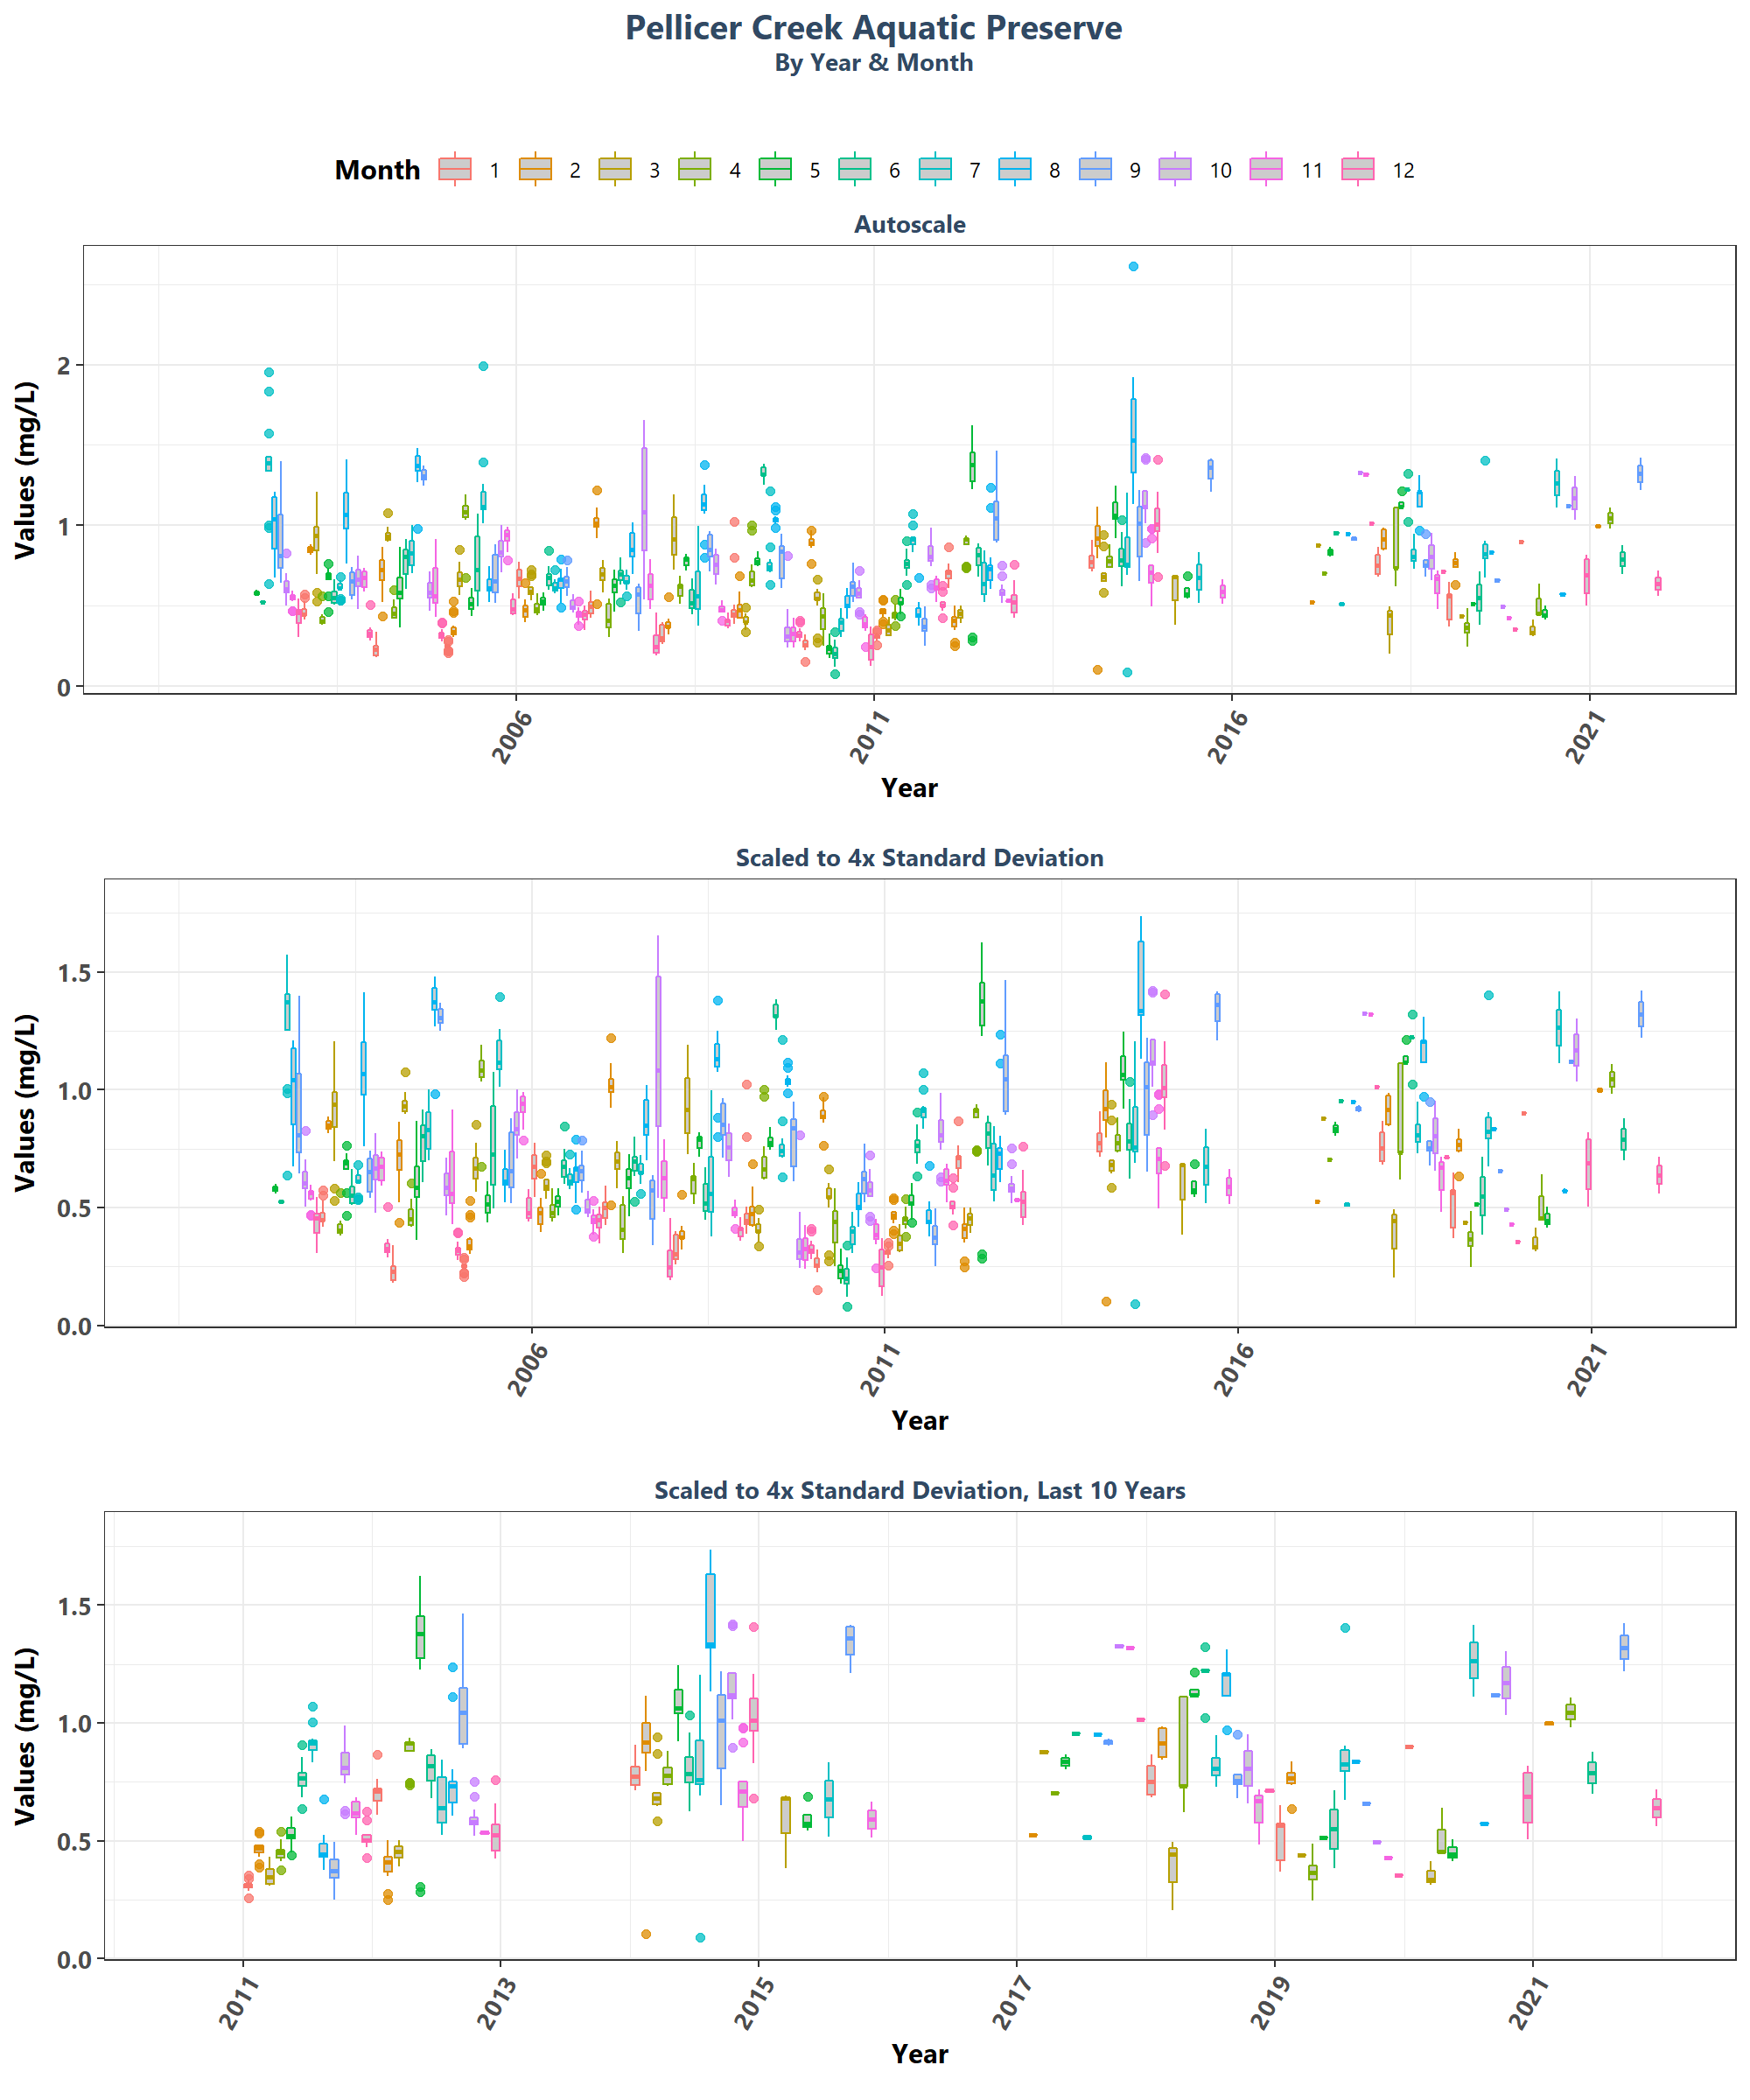 Pellicer Creek Aquatic Preserve
By Year & Month
Month 1 2 3 4 5 6 7 8 9 10 11 12
Autoscale
Values (mg/L)
2
1
0
2006 2011 2016 2021
Year
Scaled to 4x Standard Deviation
Values (mg/L)
1.5
1.0
0.5
0.0
2006 2011 2016 2021
Year
Scaled to 4x Standard Deviation, Last 10 Years
Values (mg/L)
1.5
1.0
0.5
0.0
2011 2013 2015 2017 2019 2021
Year